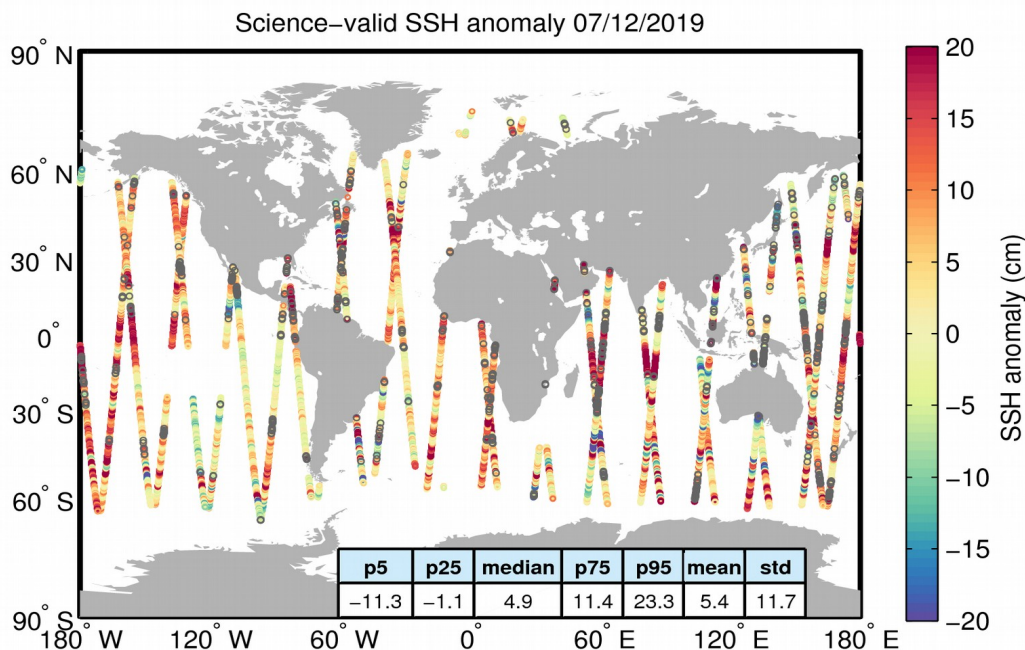 Science−valid SSH anomaly 07/12/2019
90° N
60° N
30° N
0°
30° S
60° S
90° S
180° W
120° W
60° W
0°
60° E
120° E
180° E
p5 p25 median p75 p95 mean std
−11.3 −1.1 4.9 11.4 23.3 5.4 11.7
20
15
10
5
0
−5
−10
−15
−20
SSH anomaly (cm)